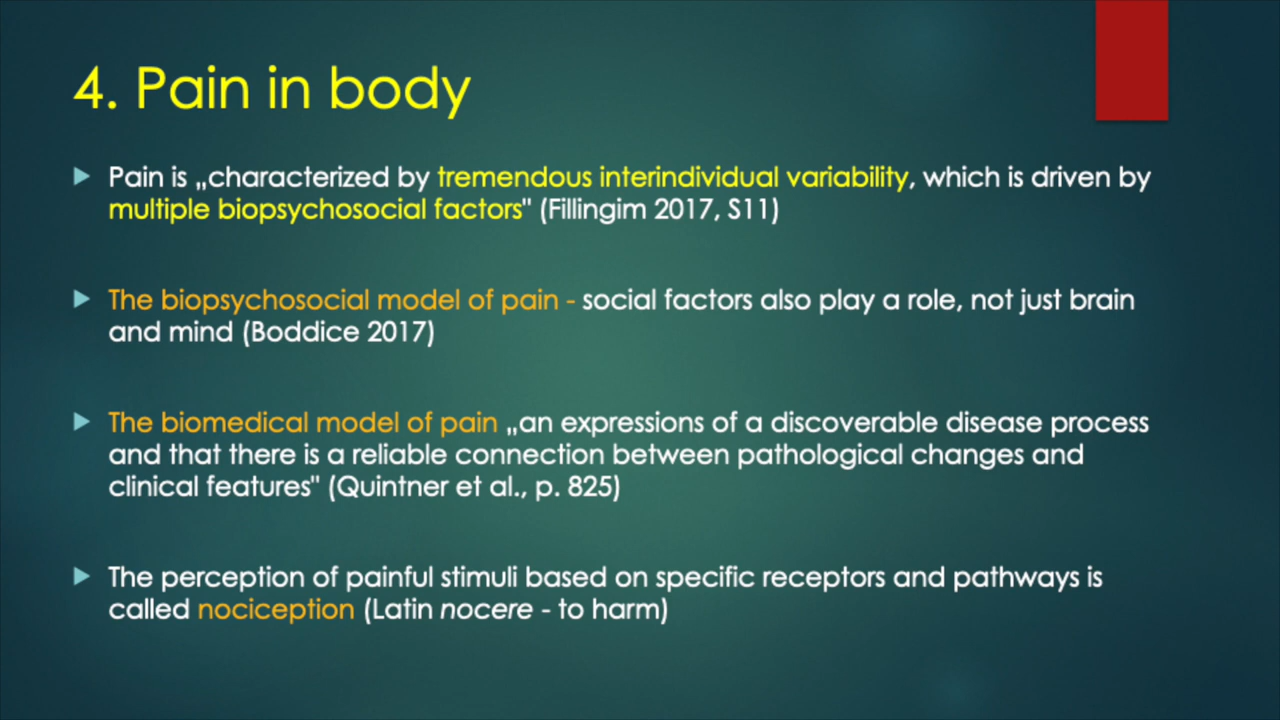 4. Pain in body
Pain is „characterized by tremendous interindividual variability, which is driven by
multiple biopsychosocial factors" (Fillingim 2017, S11)
The biopsychosocial model of pain - social factors also play a role, not just brain
and mind (Boddice 2017)
The biomedical model of pain „an expressions of a discoverable disease process
and that there is a reliable connection between pathological changes and
clinical features" (Quintner et al., p. 825)
The perception of painful stimuli based on specific receptors and pathways is
called nociception (Latin nocere - to harm)